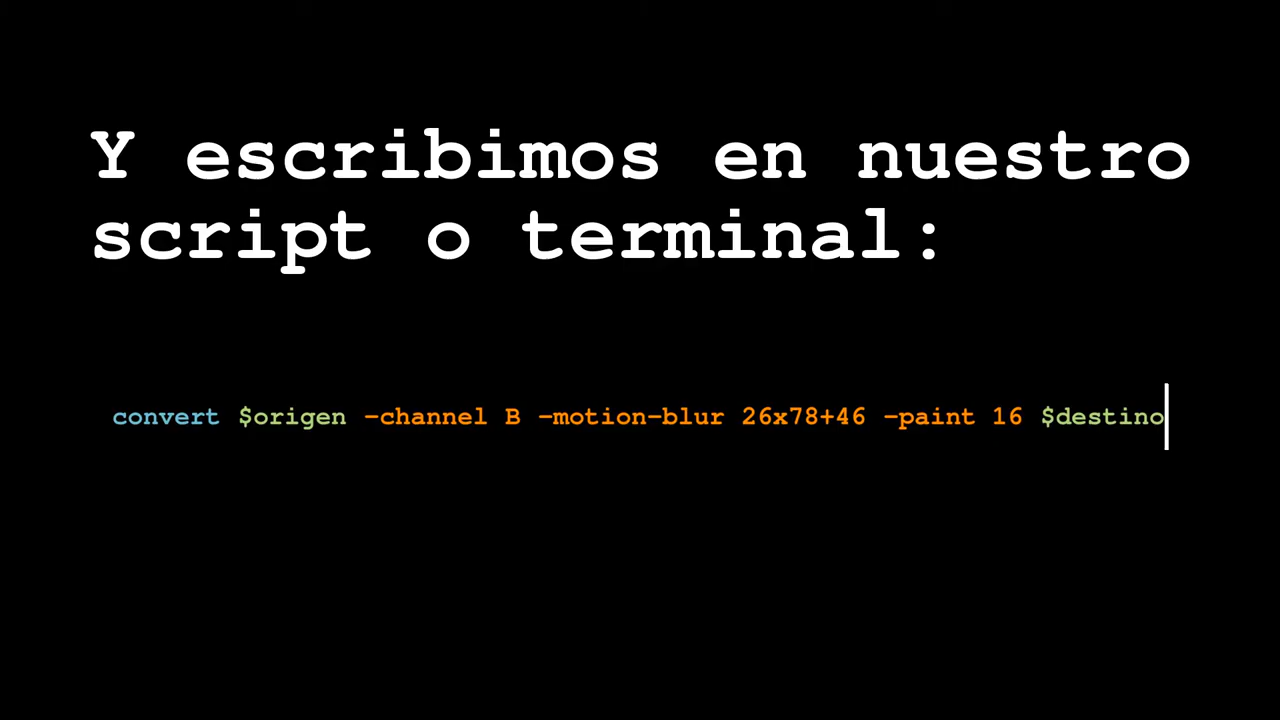 Y escribimos en nuestro
script o terminal:
convert $origen -channel B -motion-blur 26x78+46 -paint 16 $destino